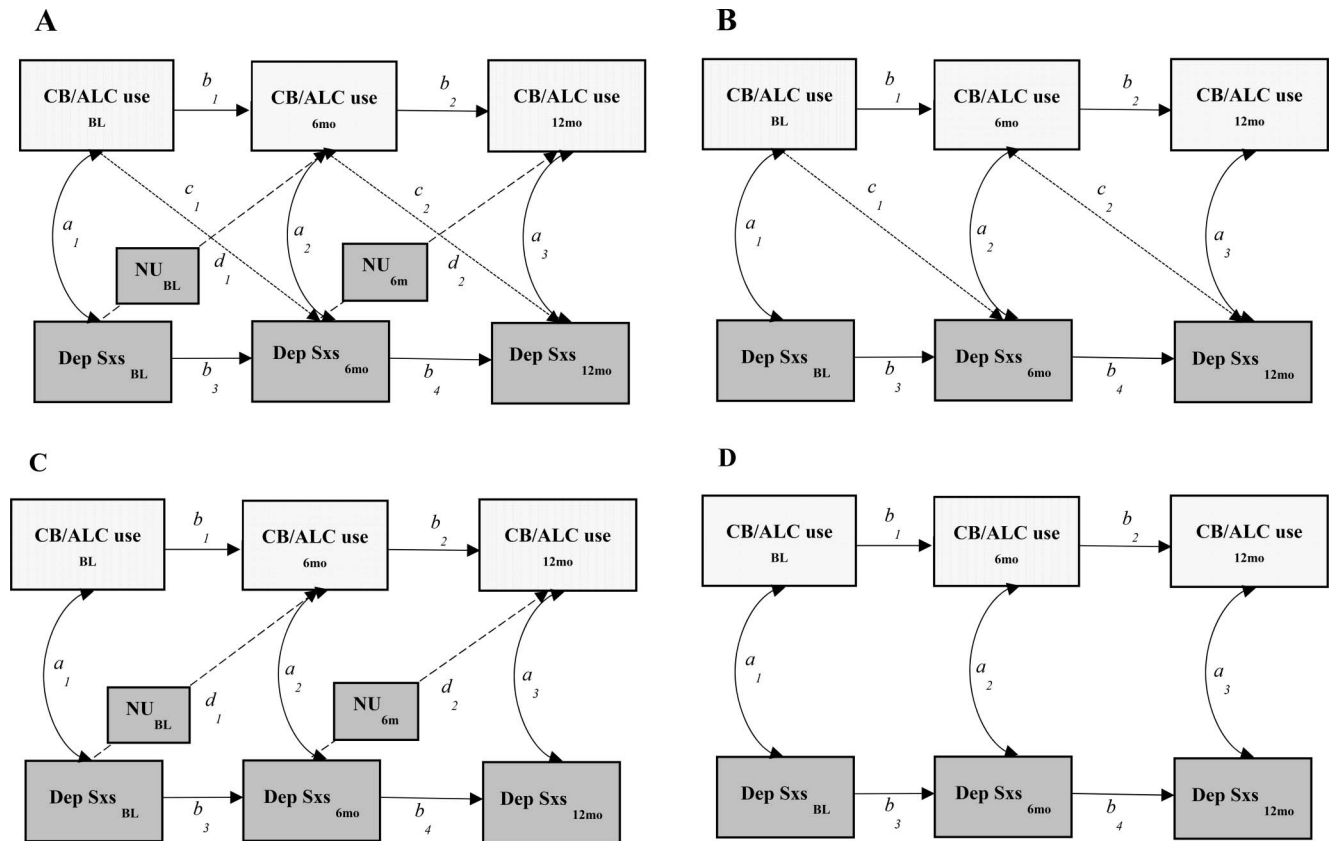 A
b 1
b 2
CB/ALC use BL
CB/ALC use 6mo
CB/ALC use 12mo
c 1
c 2
a 1
a 2
a 3
NU BL
d 1
NU 6m
d 2
Dep Sxs BL
Dep Sxs 6mo
Dep Sxs 12mo
b 3
b 4
B
b 1
b 2
CB/ALC use BL
CB/ALC use 6mo
CB/ALC use 12mo
c 1
c 2
a 1
a 2
a 3
Dep Sxs BL
Dep Sxs 6mo
Dep Sxs 12mo
b 3
b 4
C
b 1
b 2
CB/ALC use BL
CB/ALC use 6mo
CB/ALC use 12mo
a 1
a 2
a 3
NU BL
d 1
NU 6m
d 2
Dep Sxs BL
Dep Sxs 6mo
Dep Sxs 12mo
b 3
b 4
D
b 1
b 2
CB/ALC use BL
CB/ALC use 6mo
CB/ALC use 12mo
a 1
a 2
a 3
Dep Sxs BL
Dep Sxs 6mo
Dep Sxs 12mo
b 3
b 4